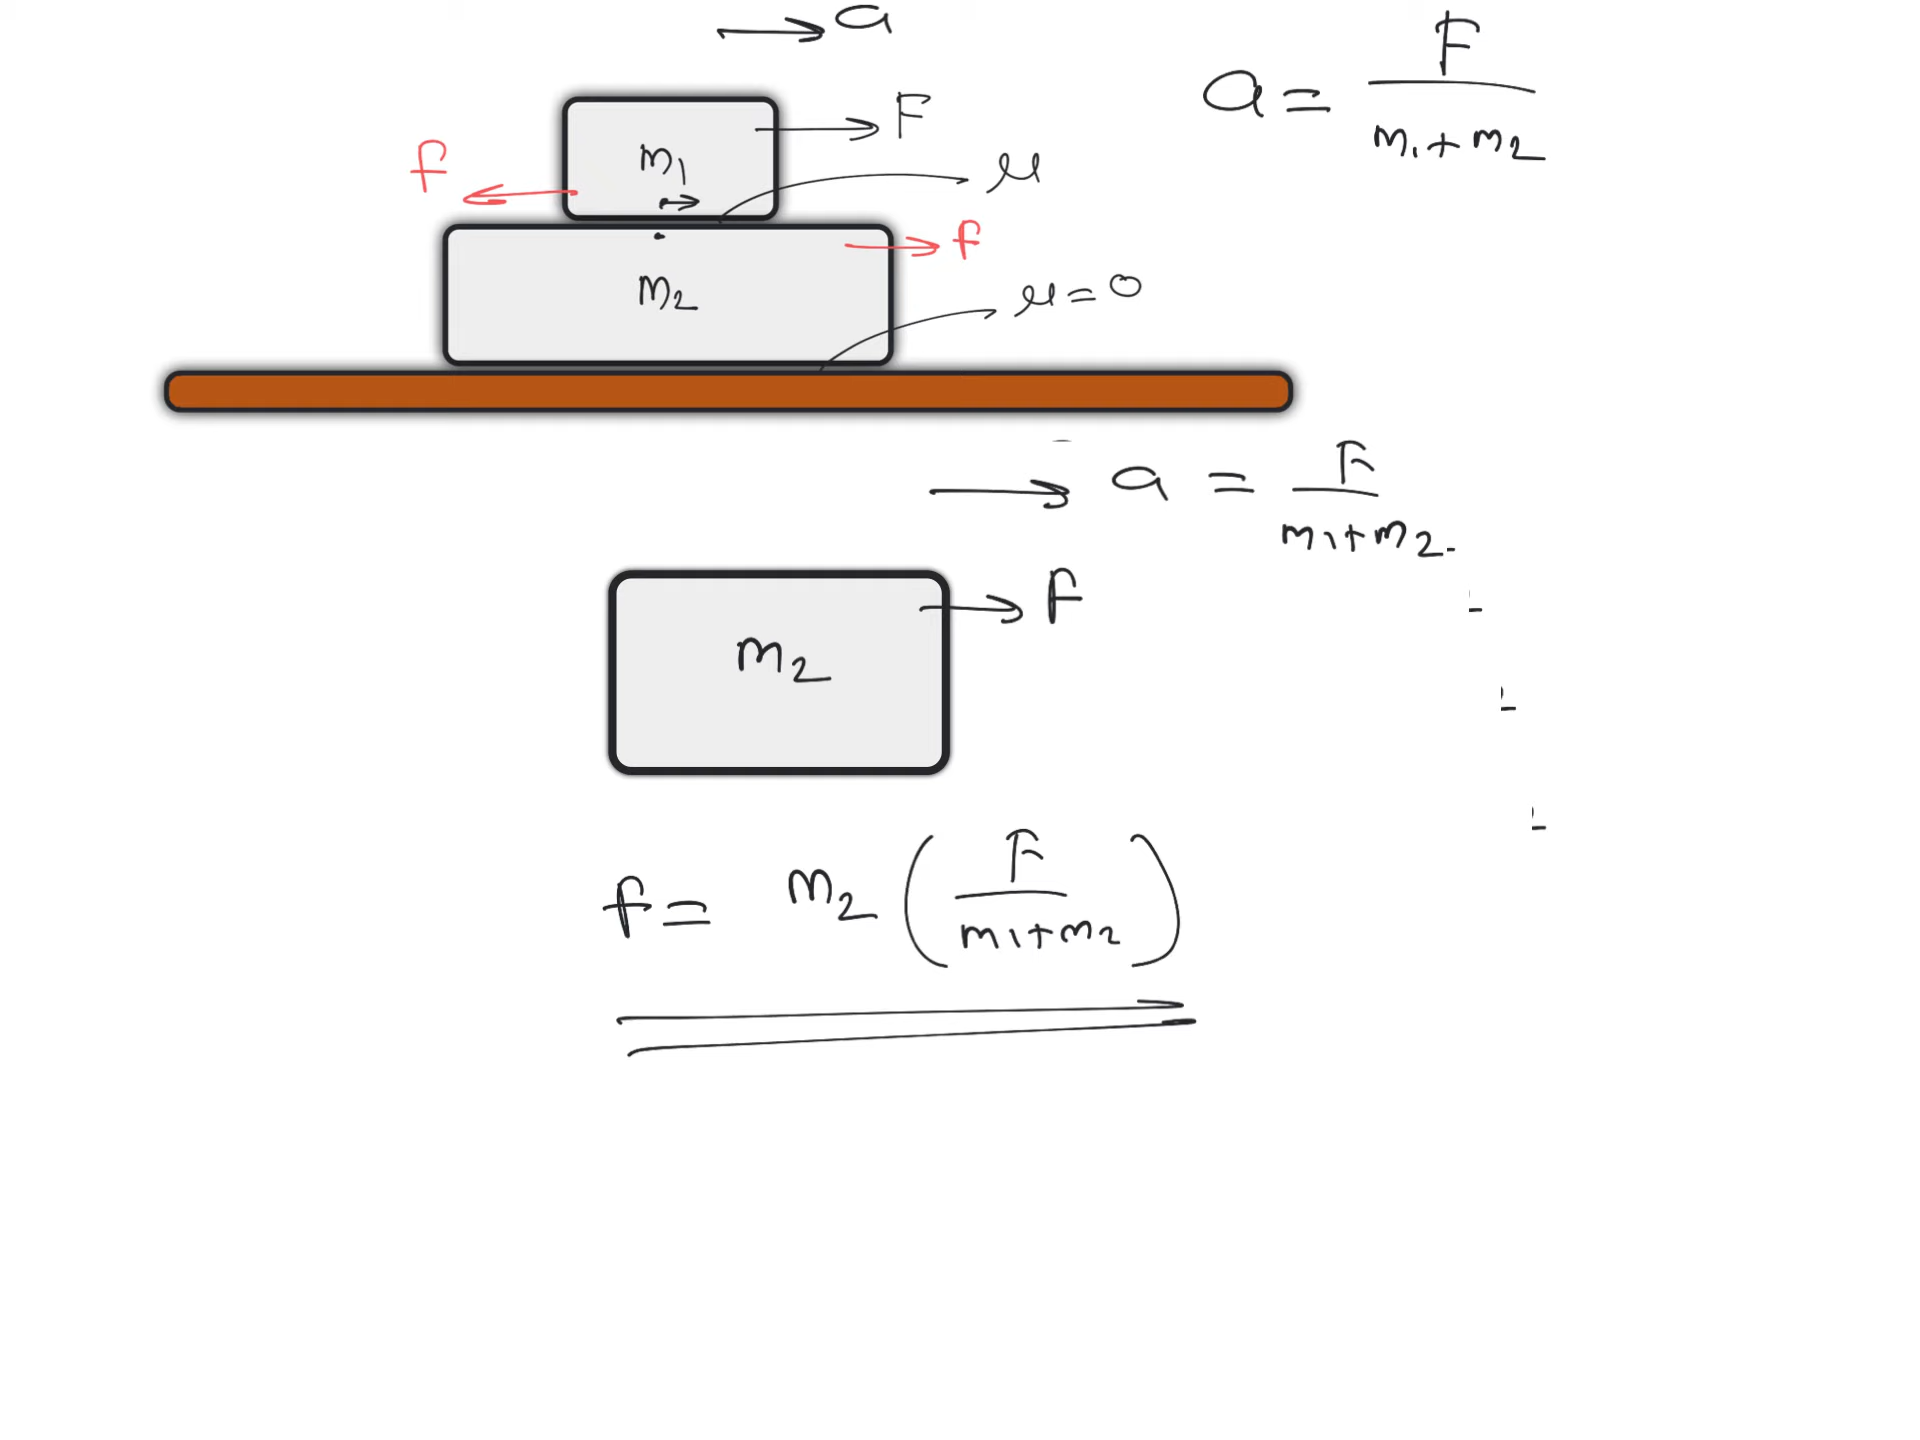 a
F
a = F / m1 + m2
f
m1
μ
f
m2
μ = 0
a = F / m1 + m2
F
m2
f = m2 ( F / m1 + m2 )